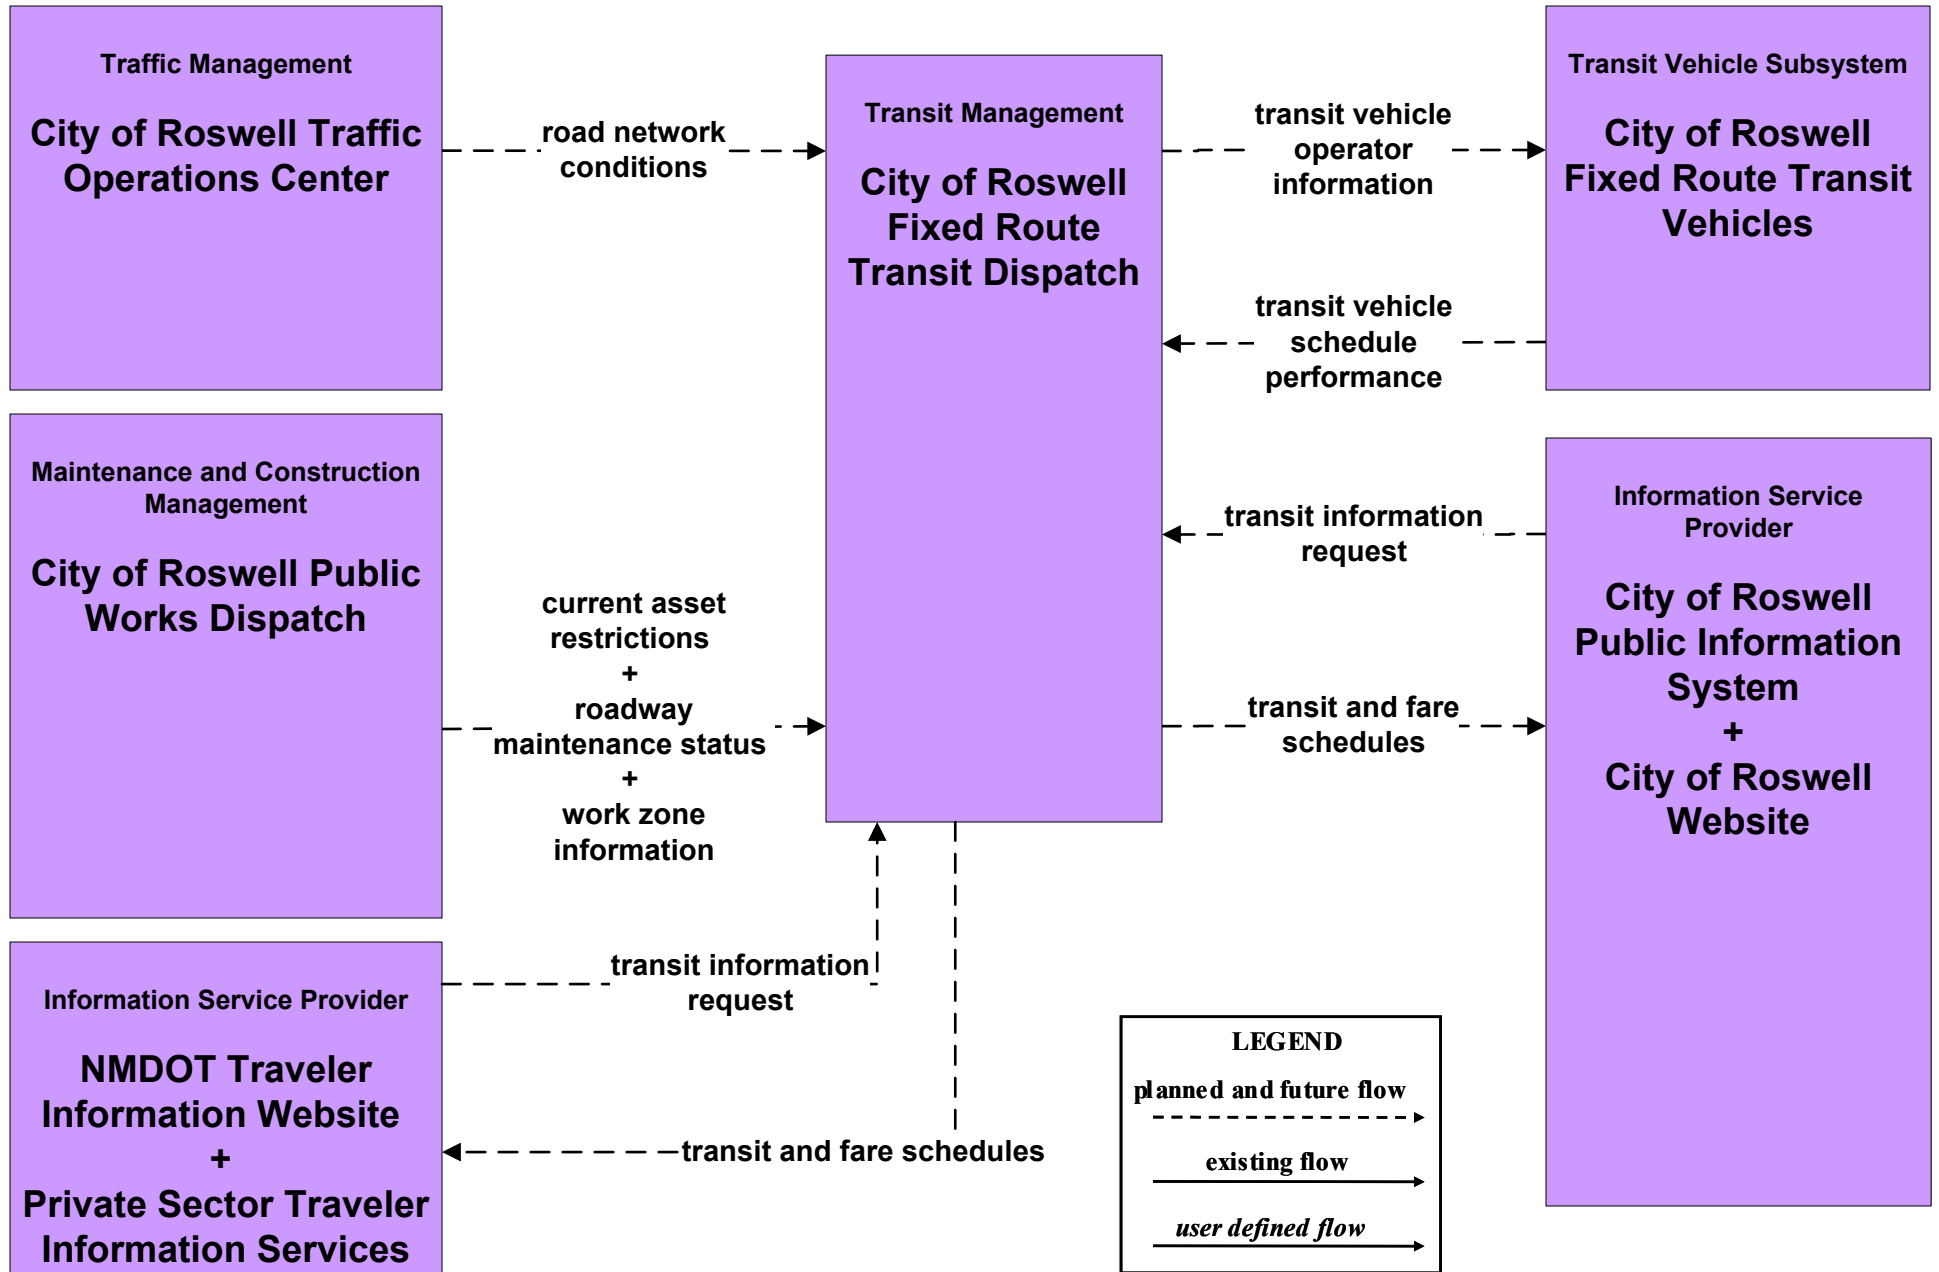 Traffic Management
City of Roswell Traffic
Operations Center
road network
conditions
Transit Management
City of Roswell
Fixed Route
Transit Dispatch
transit vehicle
operator
information
Transit Vehicle Subsystem
City of Roswell
Fixed Route Transit
Vehicles
transit vehicle
schedule
performance
Maintenance and Construction
Management
City of Roswell Public
Works Dispatch
current asset
restrictions
+
roadway
maintenance status
+
work zone
information
transit information
request
transit and fare
schedules
Information Service
Provider
City of Roswell
Public Information
System
+
City of Roswell
Website
Information Service Provider
NMDOT Traveler
Information Website
+
Private Sector Traveler
Information Services
transit information
request
transit and fare schedules
LEGEND
planned and future flow
existing flow
user defined flow